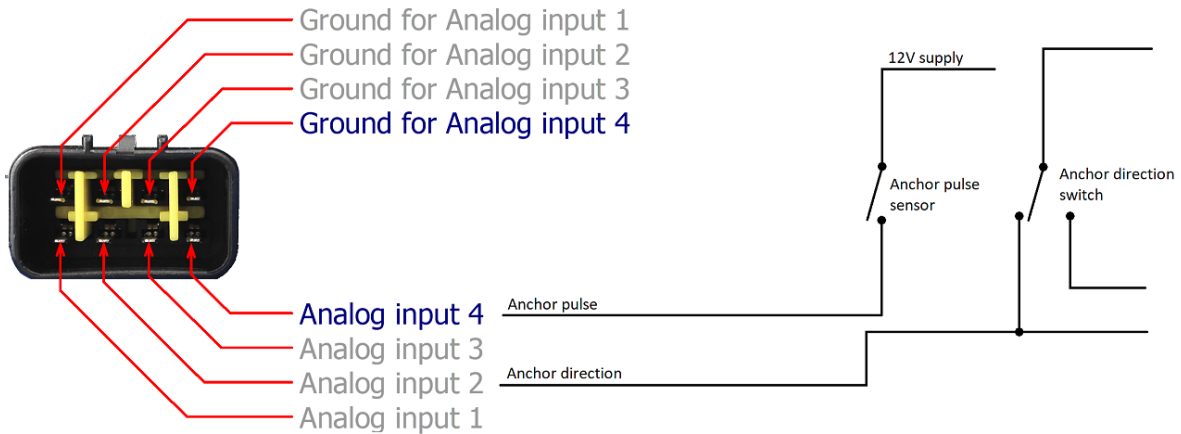 Ground for Analog input 1
Ground for Analog input 2
Ground for Analog input 3
Ground for Analog input 4
12V supply
Anchor pulse
sensor
Anchor direction
switch
Analog input 4
Anchor pulse
Analog input 3
Analog input 2
Anchor direction
Analog input 1